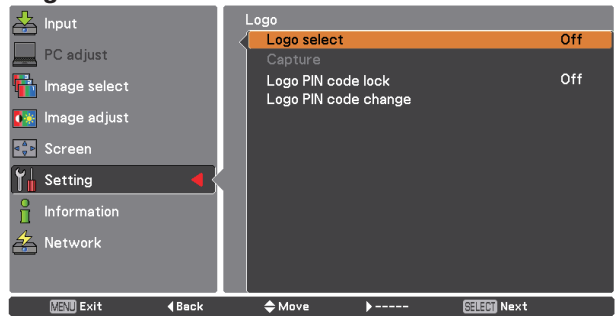 Input
PC adjust
Image select
Image adjust
Screen
Setting
Information
Network
Logo
Logo select Off
Capture
Logo PIN code lock Off
Logo PIN code change
MENU Exit ◀Back ◆Move ▶----- SELECT Next